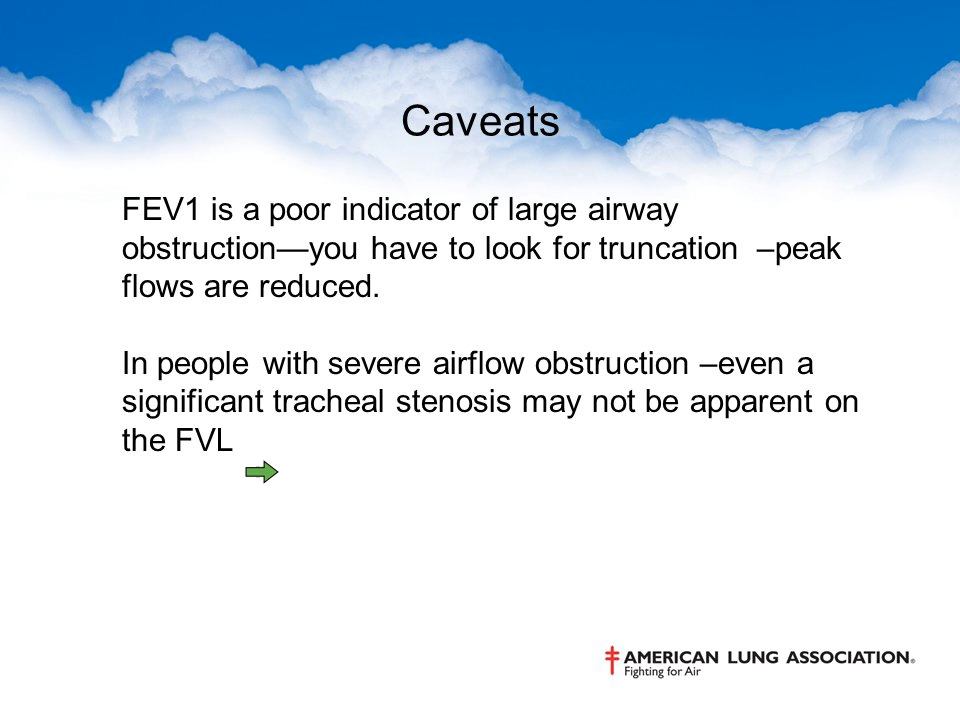 Caveats
FEV1 is a poor indicator of large airway
obstruction—you have to look for truncation –peak
flows are reduced.
In people with severe airflow obstruction –even a
significant tracheal stenosis may not be apparent on
the FVL
AMERICAN LUNG ASSOCIATION®
Fighting for Air